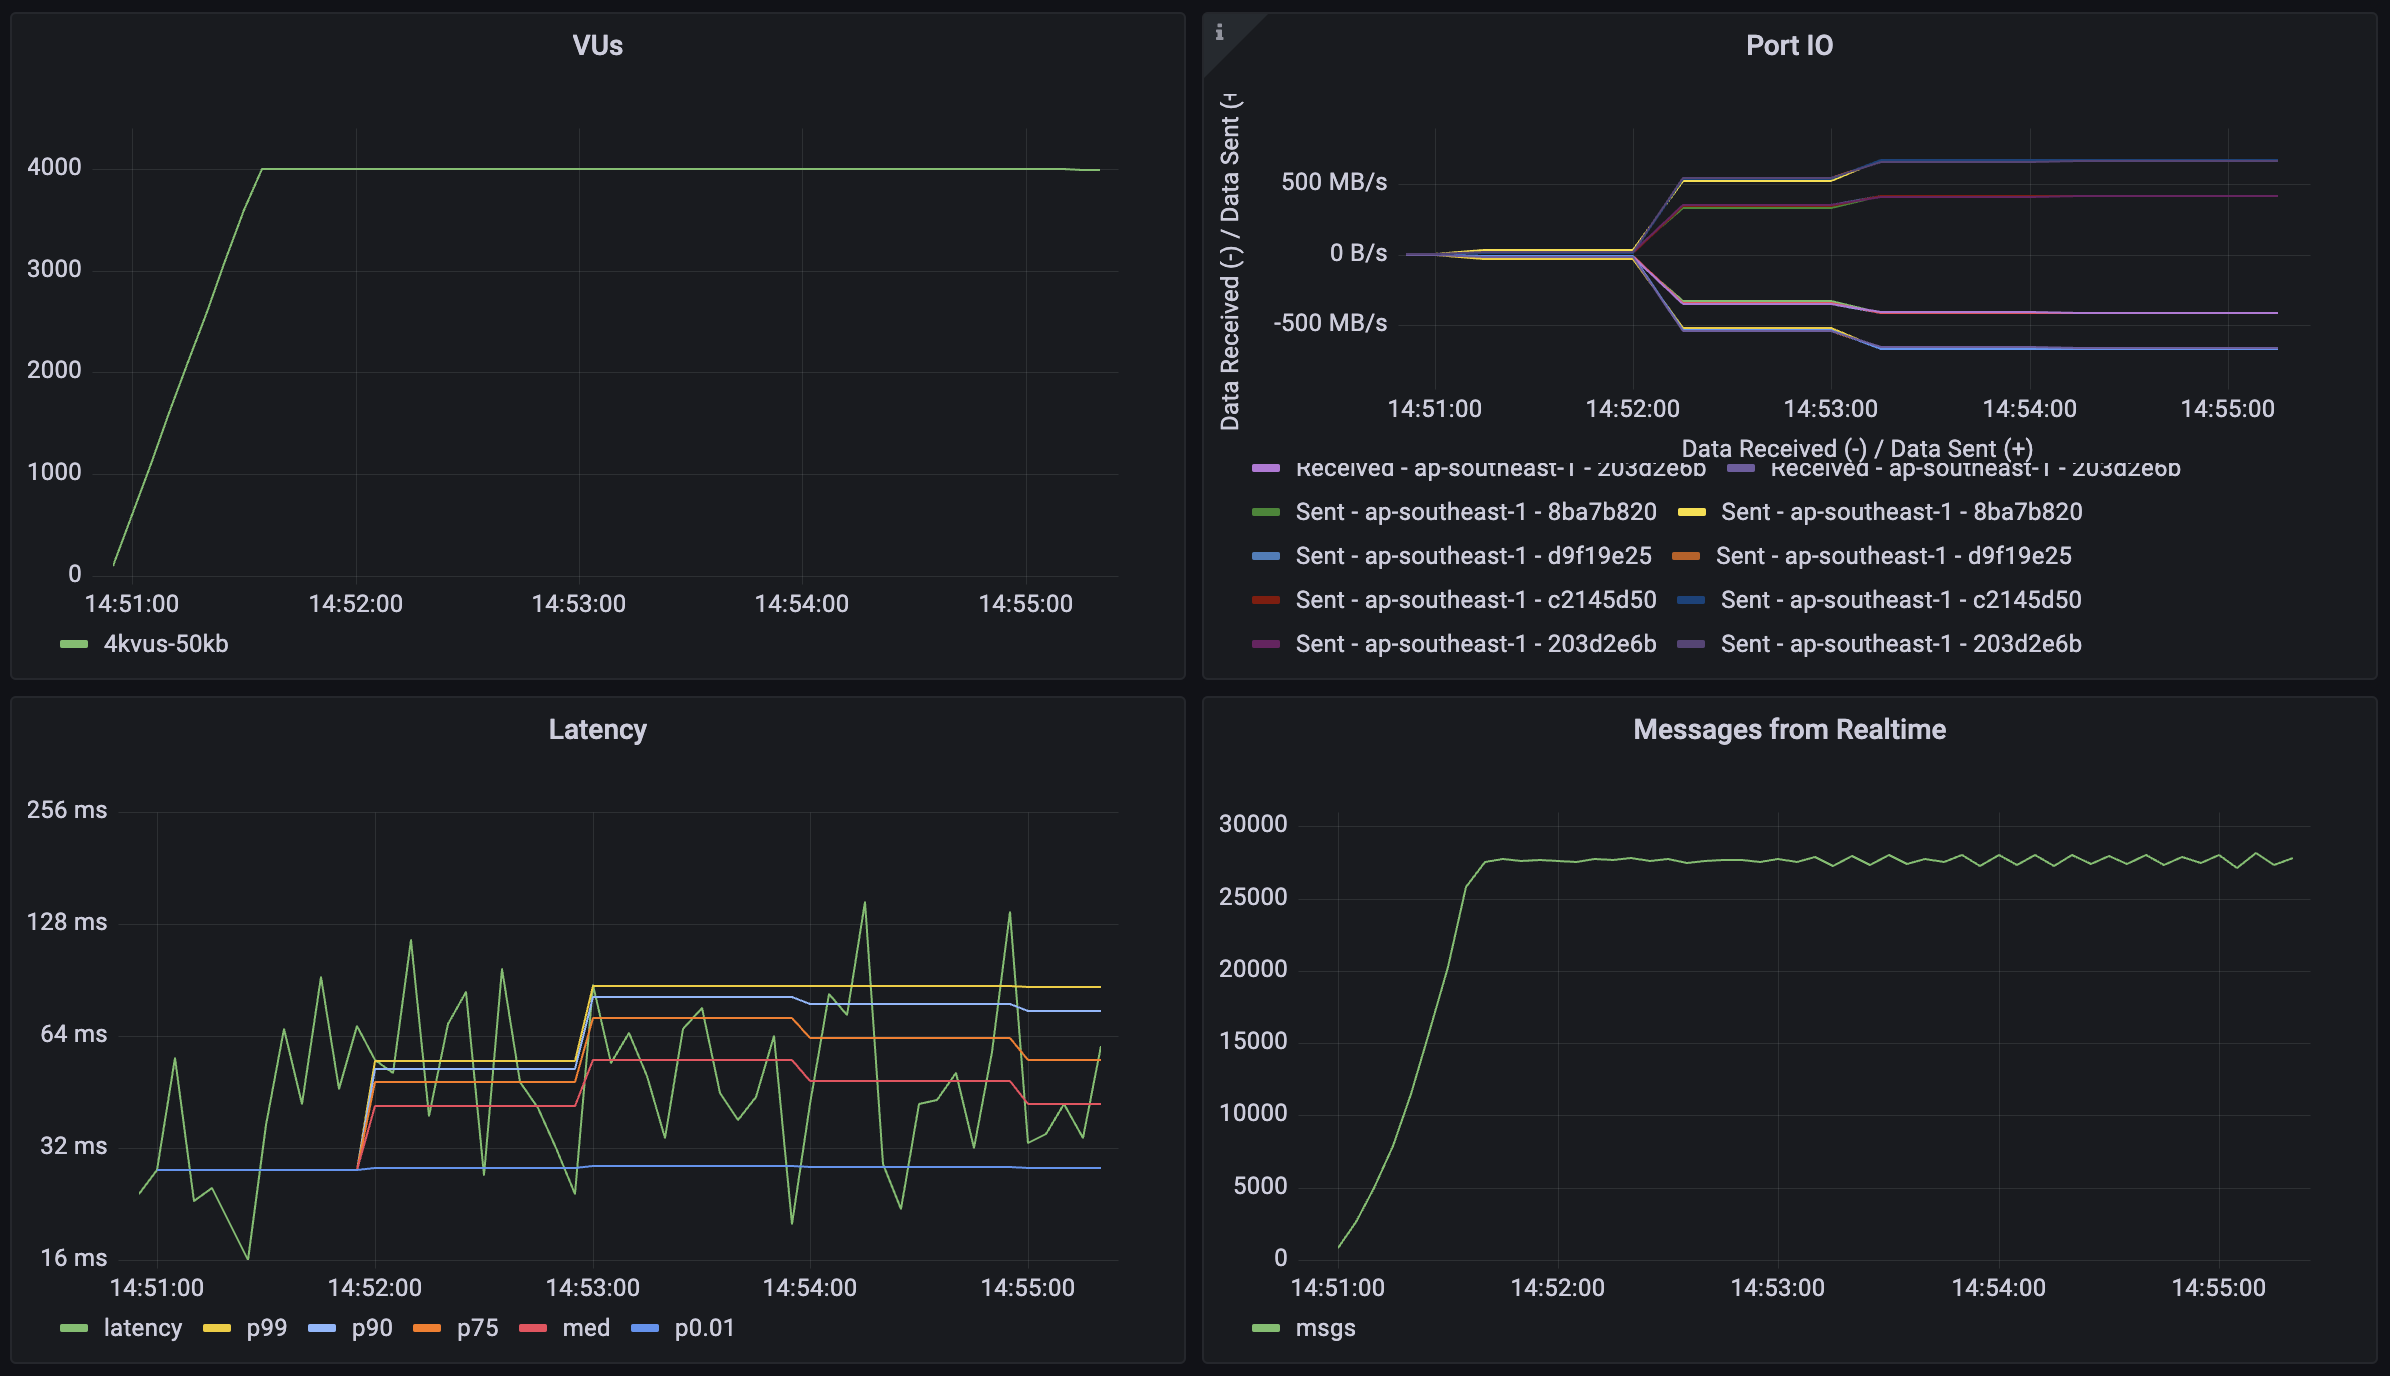 VUs
4000
3000
2000
1000
0
14:51:00 14:52:00 14:53:00 14:54:00 14:55:00
4kvus-50kb
i
Port IO
Data Received (-) / Data Sent (+
500 MB/s
0 B/s
-500 MB/s
14:51:00 14:52:00 14:53:00 14:54:00 14:55:00
Data Received (-) / Data Sent (+)
Received - ap-southeast-1 - 203d2e6b Received - ap-southeast-1 - 203d2e6b
Sent - ap-southeast-1 - 8ba7b820 Sent - ap-southeast-1 - 8ba7b820
Sent - ap-southeast-1 - d9f19e25 Sent - ap-southeast-1 - d9f19e25
Sent - ap-southeast-1 - c2145d50 Sent - ap-southeast-1 - c2145d50
Sent - ap-southeast-1 - 203d2e6b Sent - ap-southeast-1 - 203d2e6b
Latency
256 ms
128 ms
64 ms
32 ms
16 ms
14:51:00 14:52:00 14:53:00 14:54:00 14:55:00
latency p99 p90 p75 med p0.01
Messages from Realtime
30000
25000
20000
15000
10000
5000
0
14:51:00 14:52:00 14:53:00 14:54:00 14:55:00
msgs